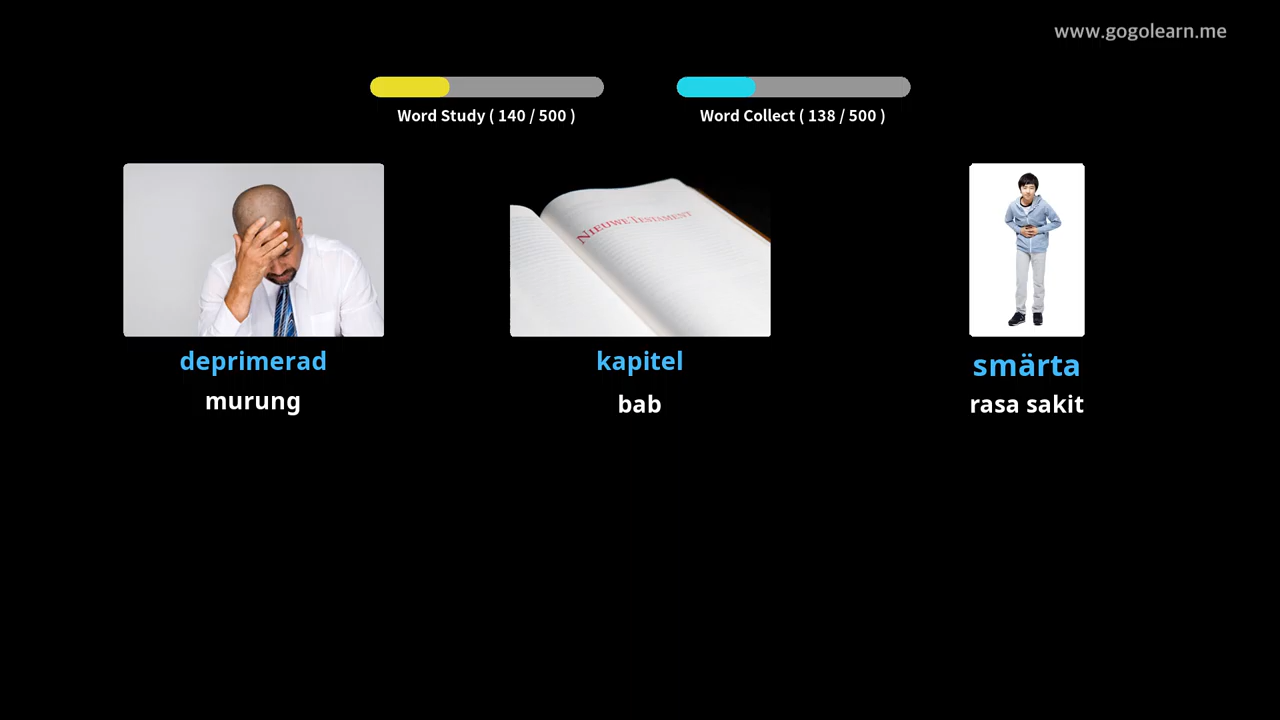 www.gogolearn.me
Word Study ( 140 / 500 )
Word Collect ( 138 / 500 )
NIEUWE TESTAMENT
deprimerad
kapitel
smärta
murung
bab
rasa sakit